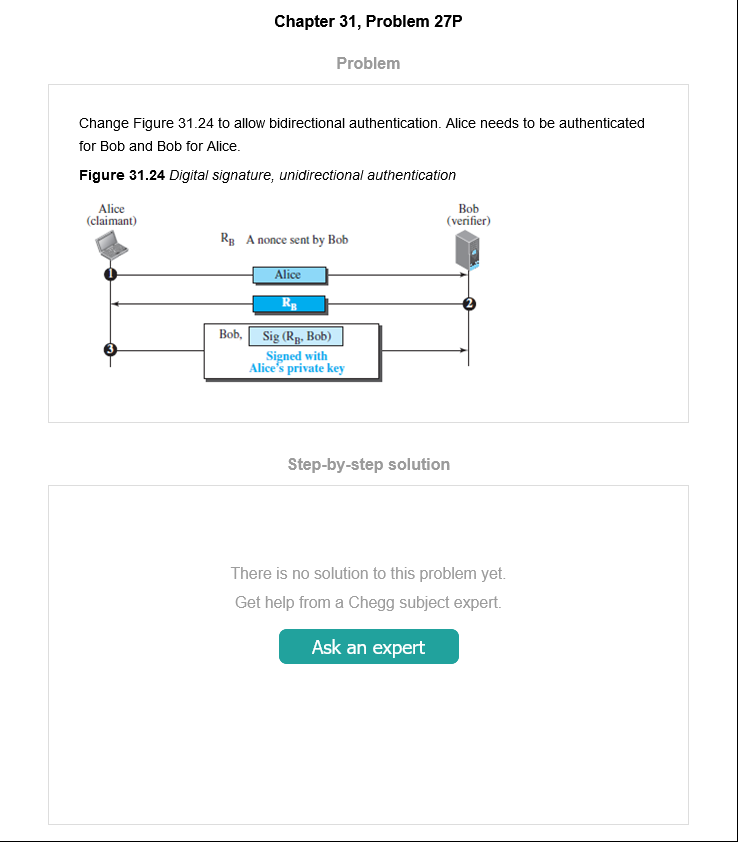 Chapter 31, Problem 27P
Problem
Change Figure 31.24 to allow bidirectional authentication. Alice needs to be authenticated
for Bob and Bob for Alice.
Figure 31.24 Digital signature, unidirectional authentication
Alice
(claimant)
Bob
(verifier)
RB A nonce sent by Bob
1
Alice
RB
2
Bob, Sig (RB, Bob)
3
Signed with
Alice's private key
Step-by-step solution
There is no solution to this problem yet.
Get help from a Chegg subject expert.
Ask an expert